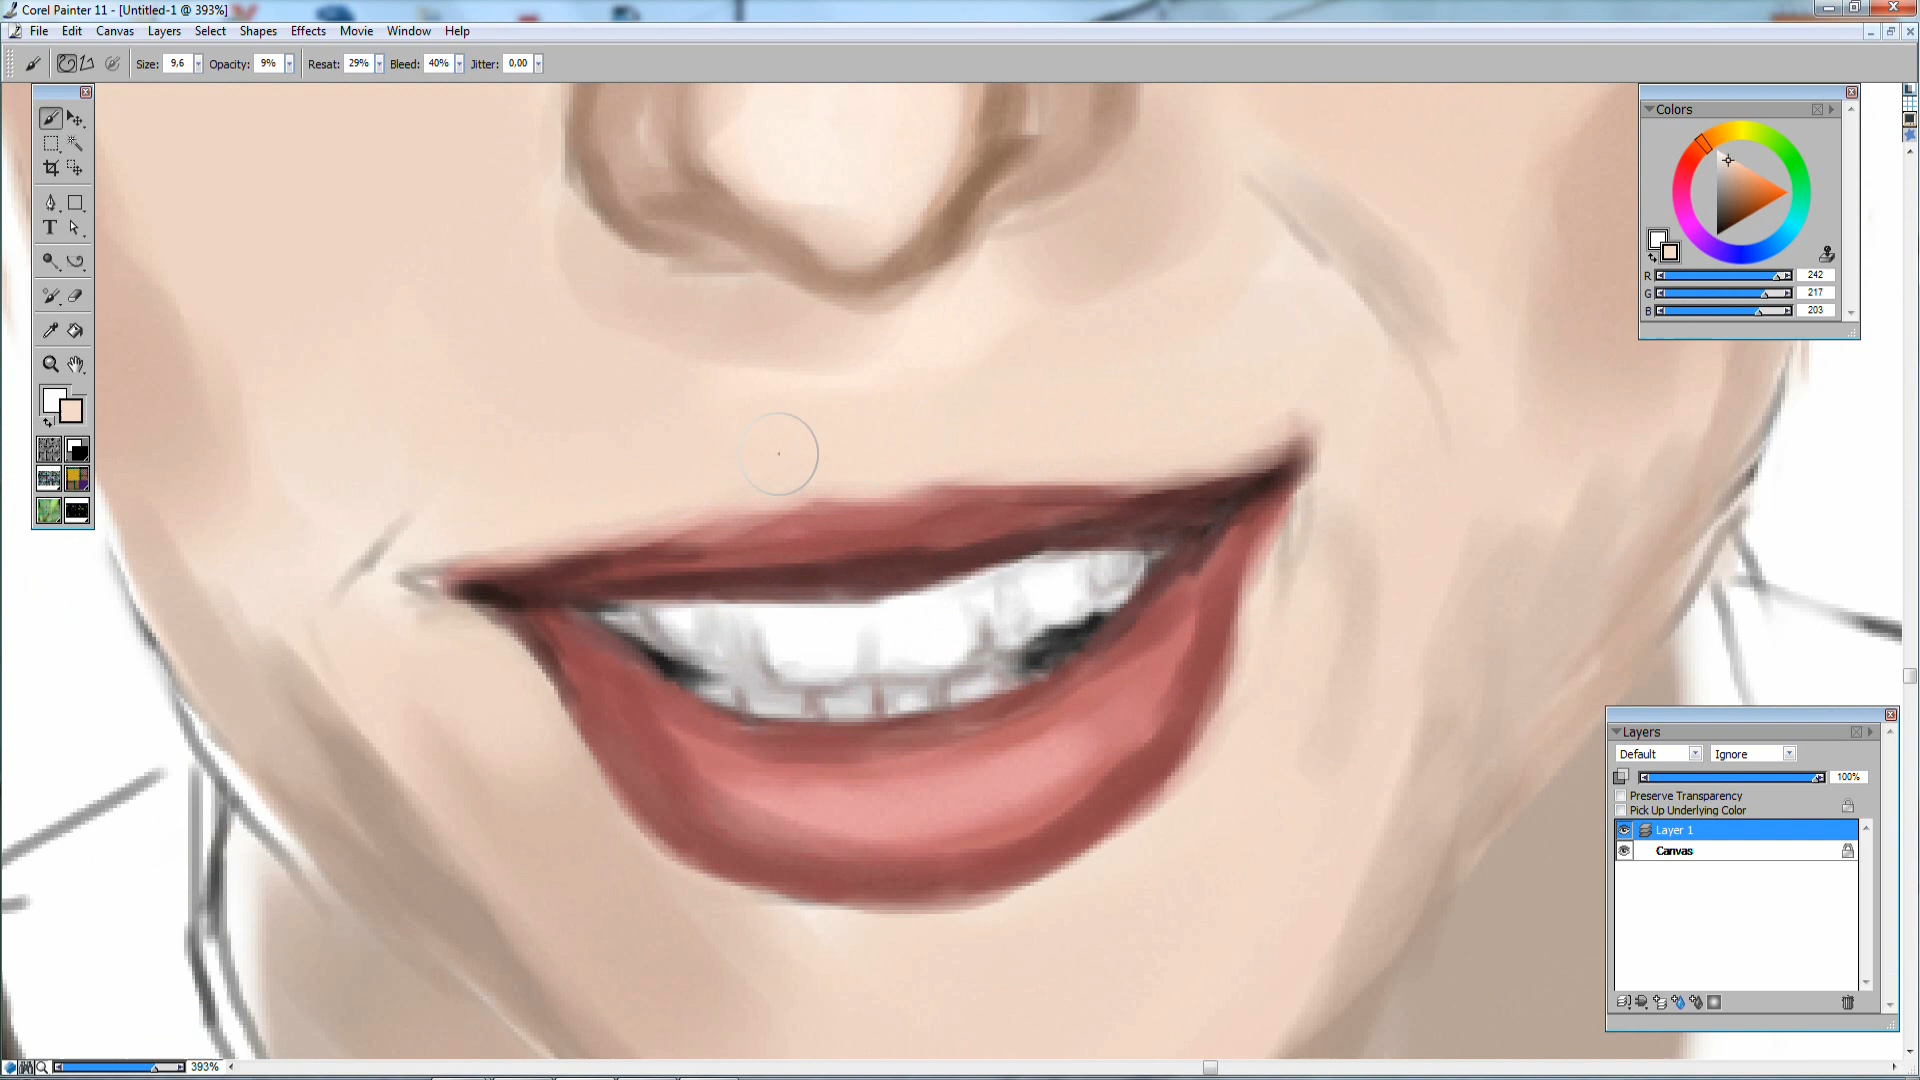 Corel Painter 11 - [Untitled-1 @ 393%]
File Edit Canvas Layers Select Shapes Effects Movie Window Help
Size: 9,6 Opacity: 9% Resat: 29% Bleed: 40% Jitter: 0,00
Colors
R 242
G 217
B 203
T
Layers
Default Ignore
100%
Preserve Transparency
Pick Up Underlying Color
Layer 1
Canvas
393%